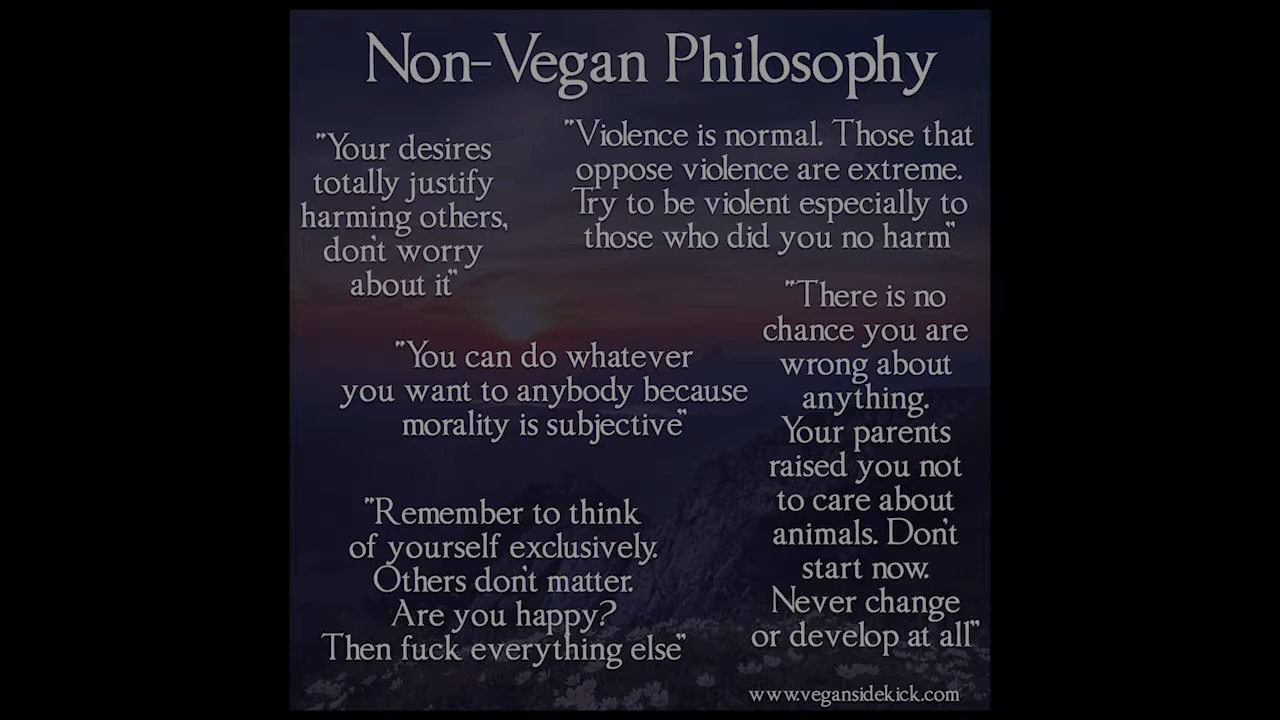 Non-Vegan Philosophy
"Your desires
totally justify
harming others,
don't worry
about it"
"Violence is normal. Those that
oppose violence are extreme.
Try to be violent especially to
those who did you no harm"
"You can do whatever
you want to anybody because
morality is subjective"
"There is no
chance you are
wrong about
anything.
Your parents
raised you not
to care about
animals. Don't
start now.
Never change
or develop at all"
"Remember to think
of yourself exclusively.
Others don't matter.
Are you happy?
Then fuck everything else"
www.vegansidekick.com